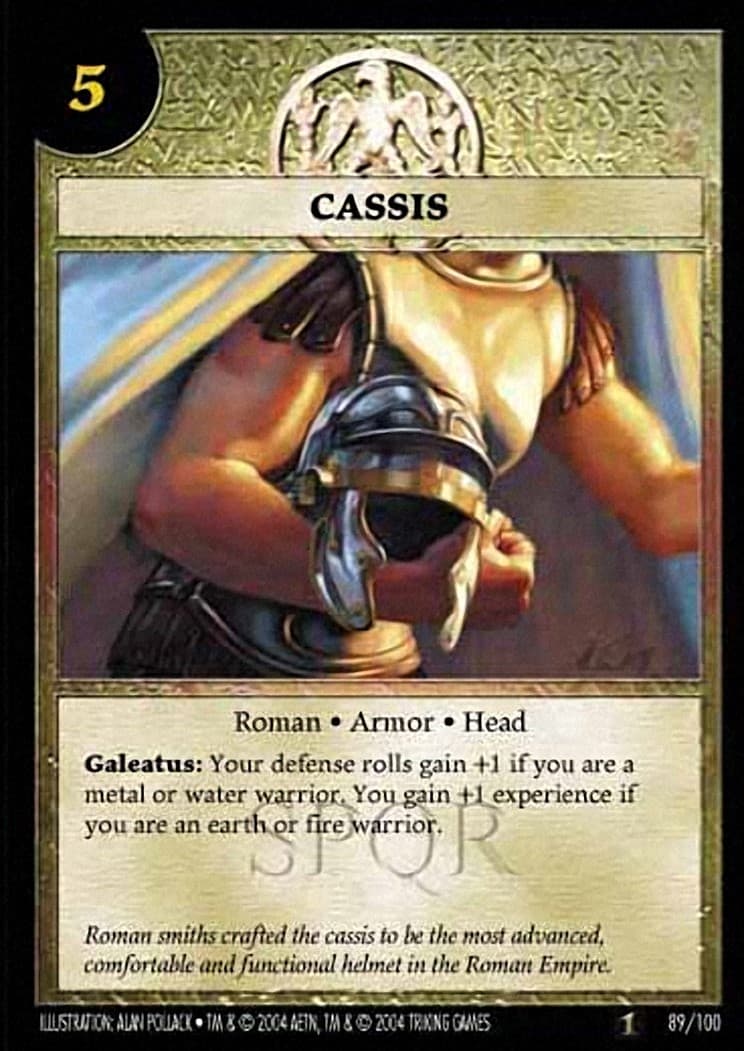 5
CASSIS
Roman • Armor • Head
Galeatus: Your defense rolls gain +1 if you are a
metal or water warrior. You gain +1 experience if
you are an earth or fire warrior.
SPQR
Roman smiths crafted the cassis to be the most advanced,
comfortable and functional helmet in the Roman Empire.
ILLUSTRATION: ALAN POLLACK • TM & © 2004 AETN, TM & © 2004 TRIKING GAMES
1 89/100